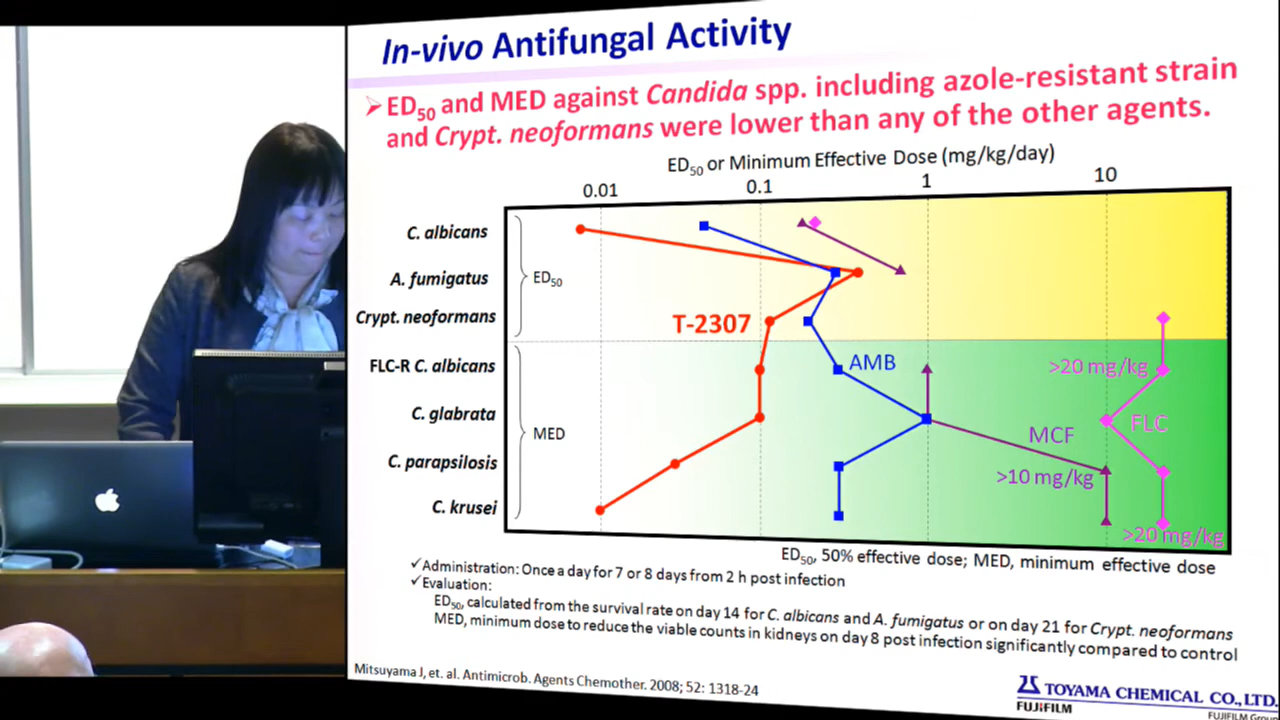 In-vivo Antifungal Activity
➢ ED50 and MED against Candida spp. including azole-resistant strain
and Crypt. neoformans were lower than any of the other agents.
ED50 or Minimum Effective Dose (mg/kg/day)
0.01 0.1 1 10
C. albicans
A. fumigatus
Crypt. neoformans
FLC-R C. albicans
C. glabrata
C. parapsilosis
C. krusei
ED50
MED
T-2307
AMB
>20 mg/kg
FLC
MCF
>10 mg/kg
>20 mg/kg
ED50, 50% effective dose; MED, minimum effective dose
✓Administration: Once a day for 7 or 8 days from 2 h post infection
✓Evaluation:
ED50, calculated from the survival rate on day 14 for C. albicans and A. fumigatus or on day 21 for Crypt. neoformans
MED, minimum dose to reduce the viable counts in kidneys on day 8 post infection significantly compared to control
Mitsuyama J, et. al. Antimicrob. Agents Chemother. 2008; 52: 1318-24
TOYAMA CHEMICAL CO., LTD.
FUJIFILM
FUJIFILM Group